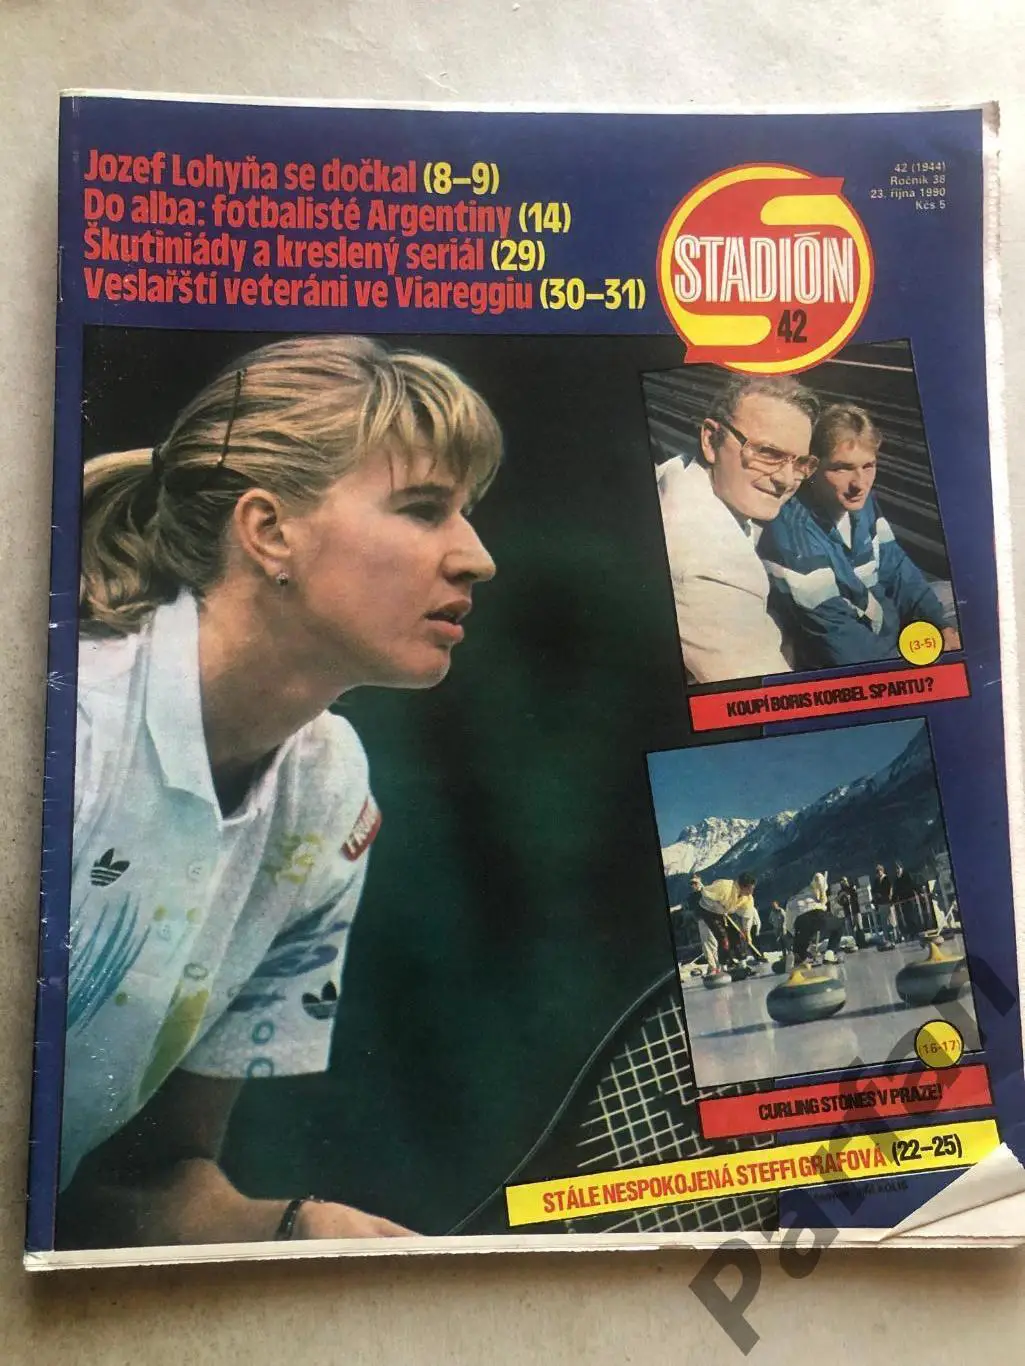 Jozef Lohyňa se dočkal (8–9)
Do alba: fotbalisté Argentiny (14)
Škutiniády a kreslený seriál (29)
Veslařští veteráni ve Viareggiu (30–31)
42 (1944)
Ročník 38
23. října 1990
Kčs 5
STADIÓN
42
(3-5)
KOUPÍ BORIS KORBEL SPARTU?
(16-17)
CURLING STONES V PRAZE!
STÁLE NESPOKOJENÁ STEFFI GRAFOVÁ (22–25)
Parfan